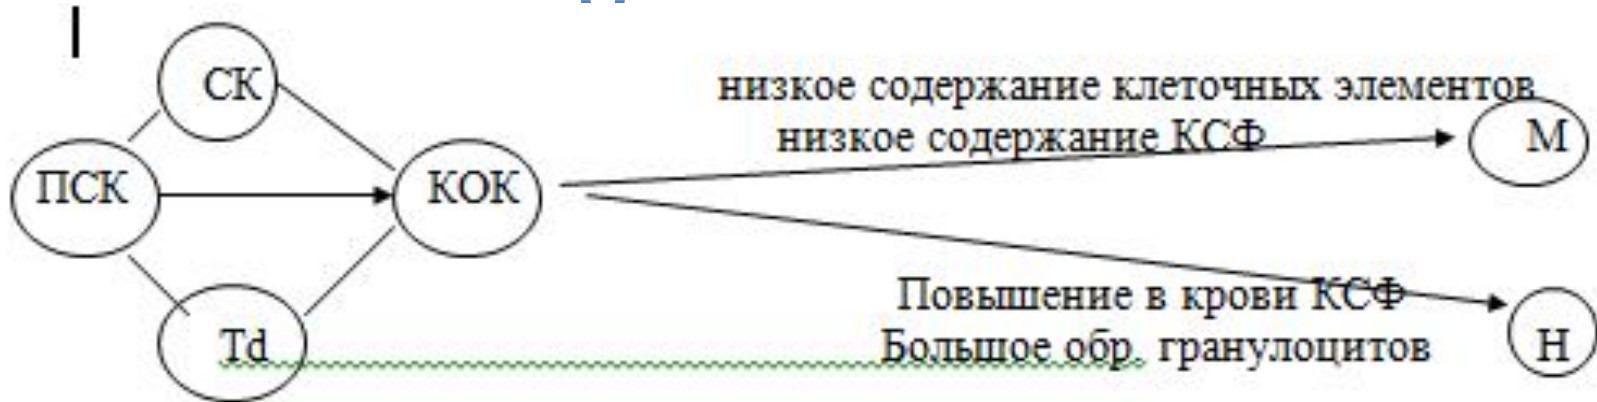 СК
низкое содержание клеточных элементов
низкое содержание КСФ
М
ПСК
КОК
Повышение в крови КСФ
Большое обр. гранулоцитов
Td
Н